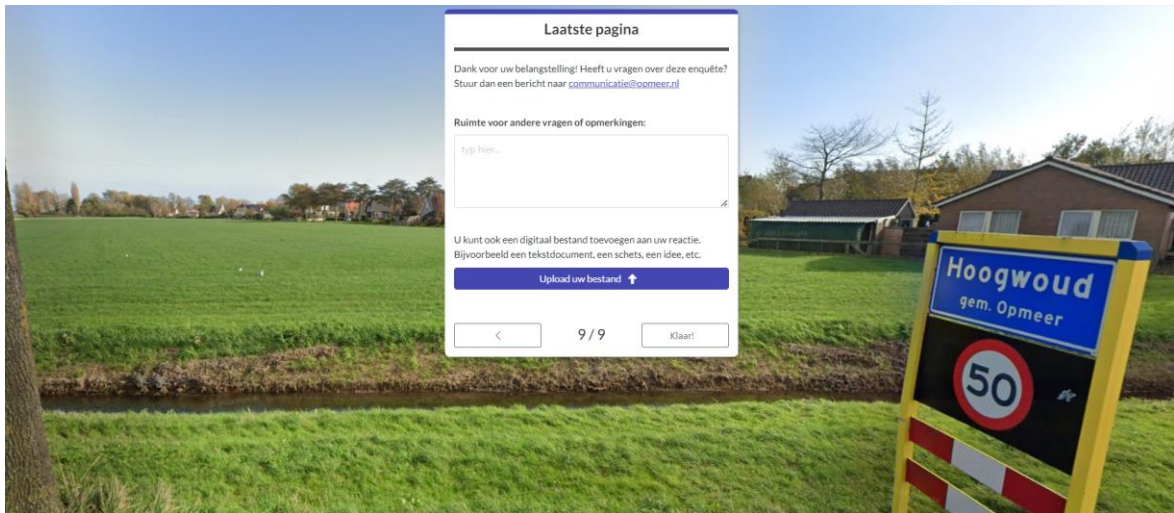 Laatste pagina
Dank voor uw belangstelling! Heeft u vragen over deze enquête?
Stuur dan een bericht naar communicatie@opmeer.nl
Ruimte voor andere vragen of opmerkingen:
typ hier...
U kunt ook een digitaal bestand toevoegen aan uw reactie.
Bijvoorbeeld een tekstdocument, een schets, een idee, etc.
Upload uw bestand
< 9 / 9 Klaar!
Hoogwoud
gem. Opmeer
50